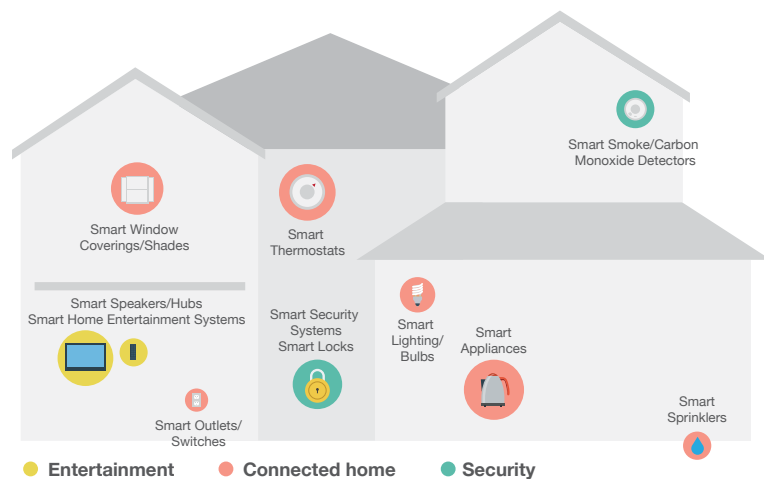 Smart Smoke/Carbon
Monoxide Detectors
Smart Window
Coverings/Shades
Smart
Thermostats
Smart Speakers/Hubs
Smart Home Entertainment Systems
Smart Security
Systems
Smart Locks
Smart
Lighting/
Bulbs
Smart
Appliances
Smart Outlets/
Switches
Smart
Sprinklers
Entertainment
Connected home
Security